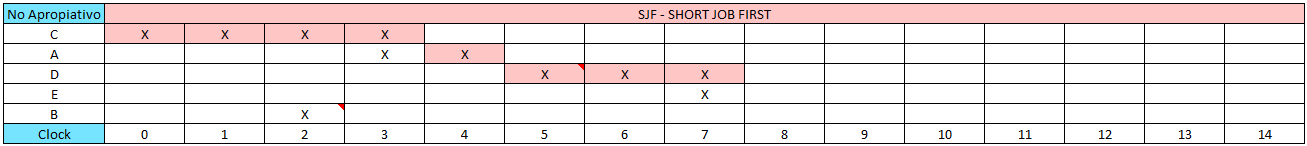 No Apropiativo SJF - SHORT JOB FIRST
C X X X X
A X X
D X X X
E X
B X
Clock 0 1 2 3 4 5 6 7 8 9 10 11 12 13 14